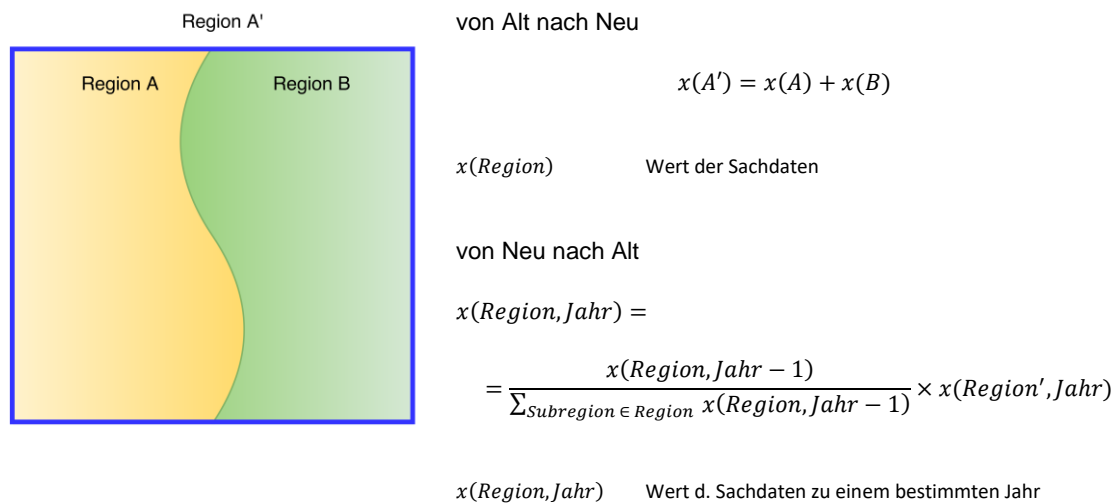 Region A'
Region A
Region B
von Alt nach Neu
x(A′) = x(A) + x(B)
x(Region) Wert der Sachdaten
von Neu nach Alt
x(Region, Jahr) =
= x(Region, Jahr − 1)
∑Subregion ∈ Region x(Region, Jahr − 1) × x(Region′, Jahr)
x(Region, Jahr) Wert d. Sachdaten zu einem bestimmten Jahr